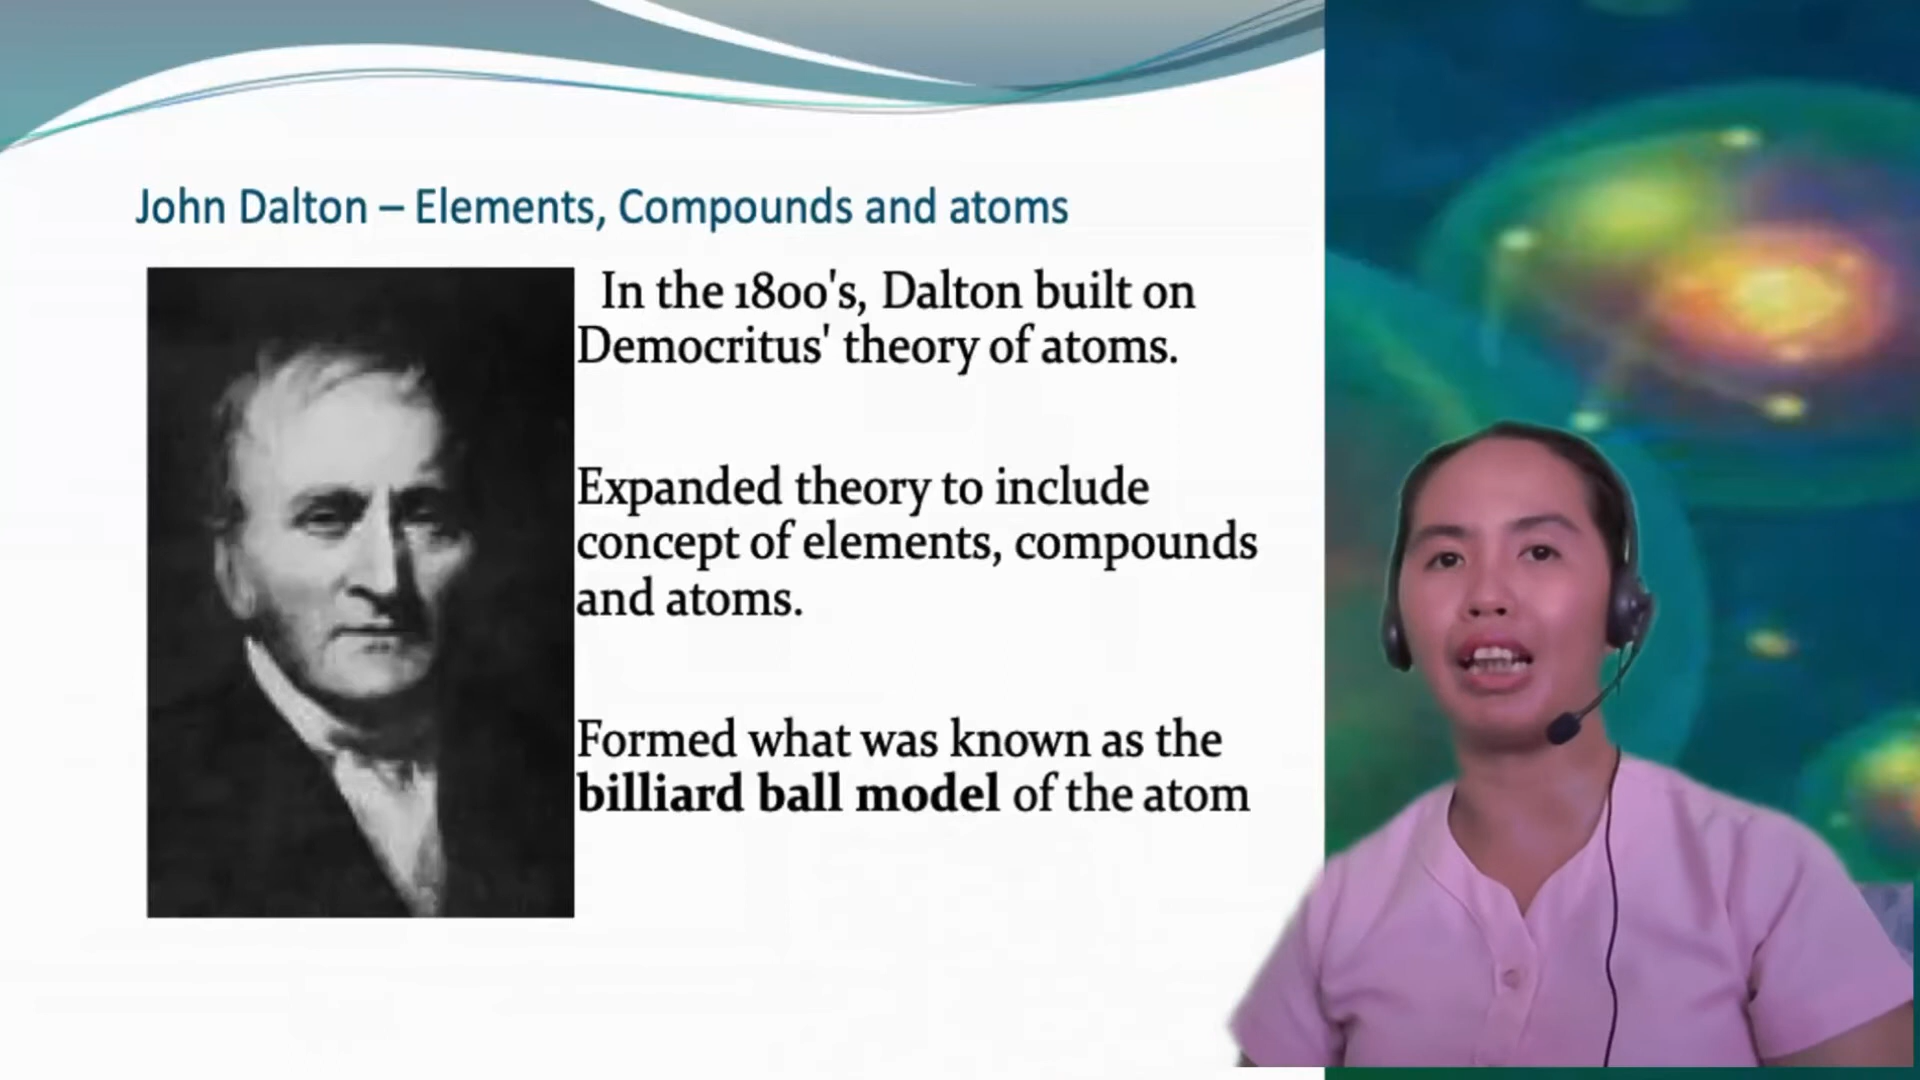 John Dalton – Elements, Compounds and atoms
In the 1800's, Dalton built on
Democritus' theory of atoms.
Expanded theory to include
concept of elements, compounds
and atoms.
Formed what was known as the
billiard ball model of the atom